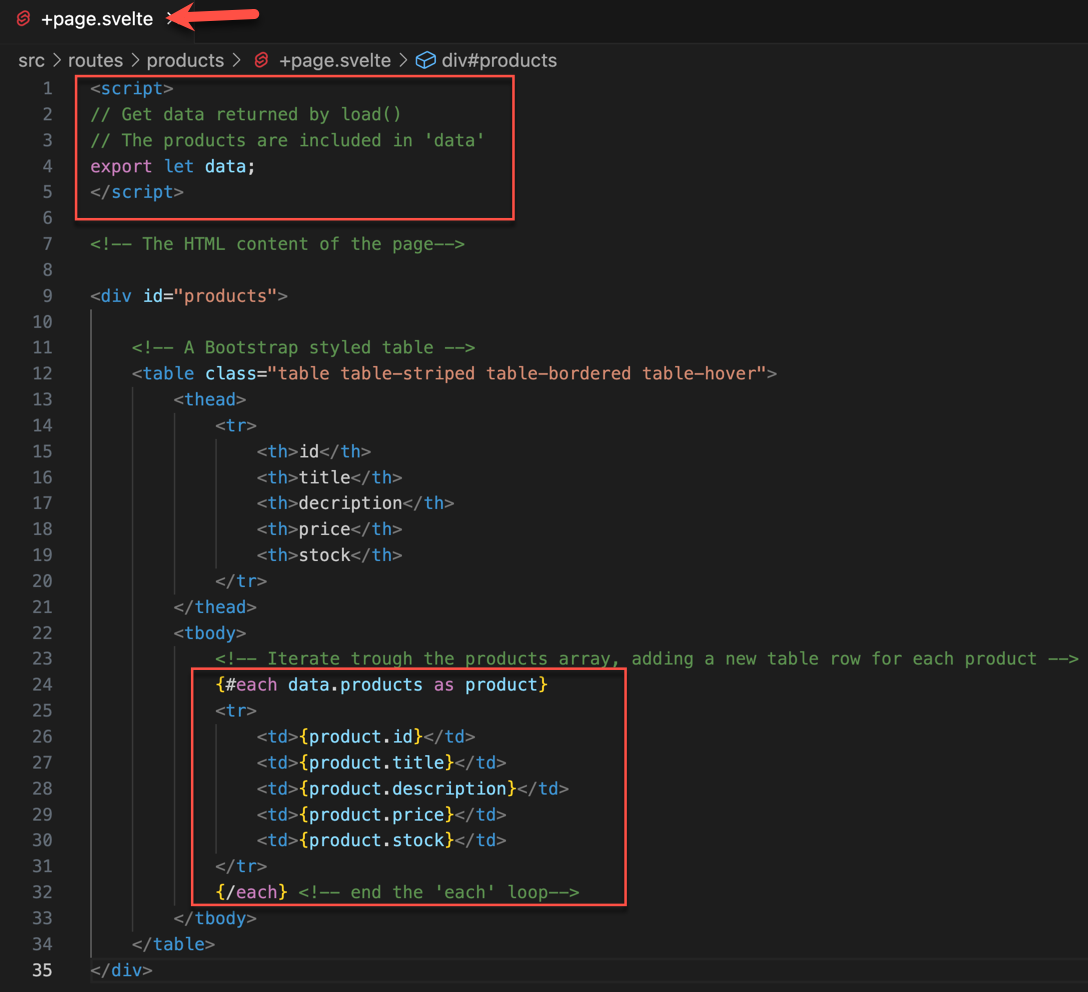 +page.svelte
src > routes > products > +page.svelte > div#products
1 <script>
2 // Get data returned by load()
3 // The products are included in 'data'
4 export let data;
5 </script>
6
7 <!-- The HTML content of the page-->
8
9 <div id="products">
10
11     <!-- A Bootstrap styled table -->
12     <table class="table table-striped table-bordered table-hover">
13         <thead>
14             <tr>
15                 <th>id</th>
16                 <th>title</th>
17                 <th>decription</th>
18                 <th>price</th>
19                 <th>stock</th>
20             </tr>
21         </thead>
22         <tbody>
23             <!-- Iterate trough the products array, adding a new table row for each product -->
24             {#each data.products as product}
25             <tr>
26                 <td>{product.id}</td>
27                 <td>{product.title}</td>
28                 <td>{product.description}</td>
29                 <td>{product.price}</td>
30                 <td>{product.stock}</td>
31             </tr>
32             {/each} <!-- end the 'each' loop-->
33         </tbody>
34     </table>
35 </div>